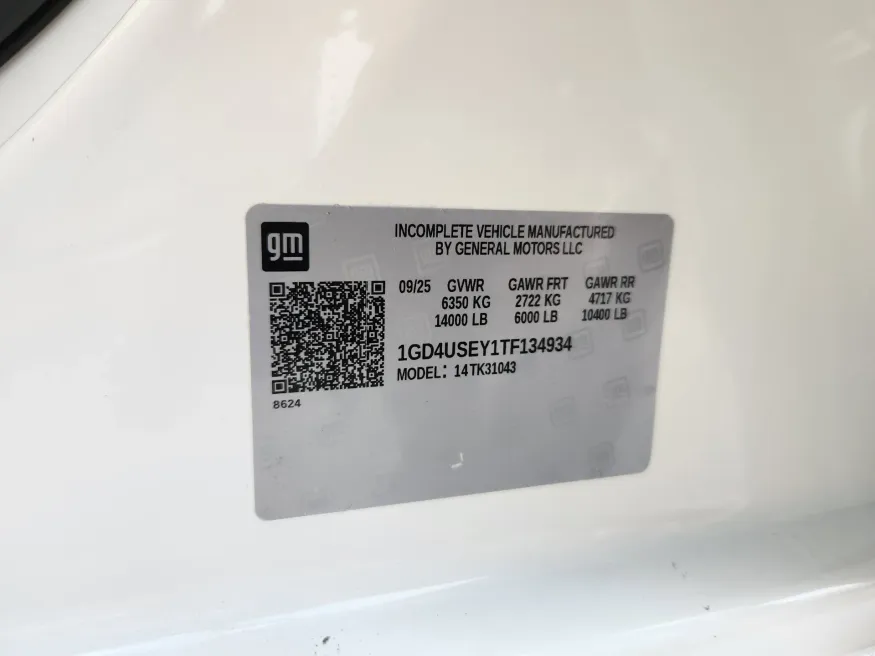 gm
INCOMPLETE VEHICLE MANUFACTURED
BY GENERAL MOTORS LLC
09/25 GVWR GAWR FRT GAWR RR
6350 KG 2722 KG 4717 KG
14000 LB 6000 LB 10400 LB
1GD4USEY1TF134934
MODEL: 14TK31043
8624